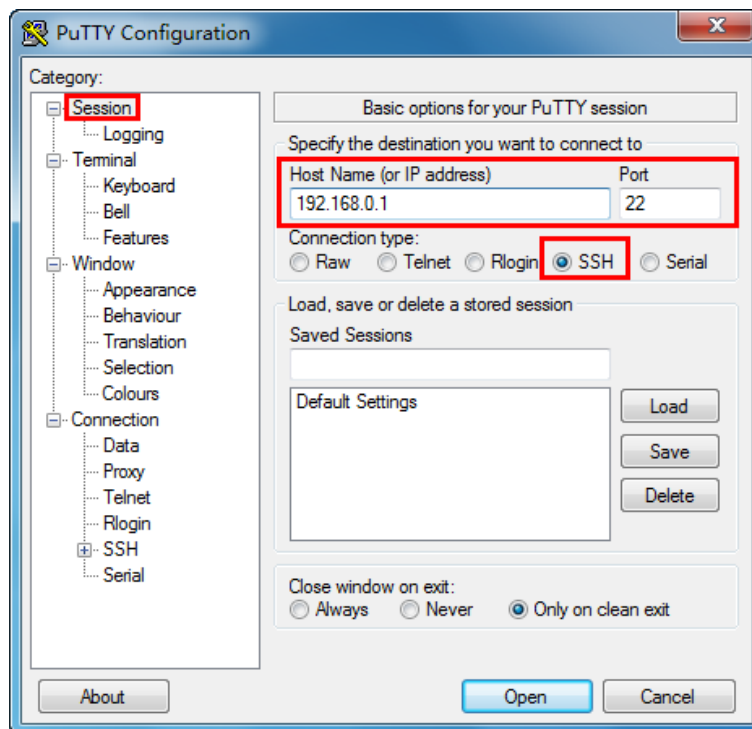 PuTTY Configuration
Category:
Session
Logging
Terminal
Keyboard
Bell
Features
Window
Appearance
Behaviour
Translation
Selection
Colours
Connection
Data
Proxy
Telnet
Rlogin
SSH
Serial
Basic options for your PuTTY session
Specify the destination you want to connect to
Host Name (or IP address) Port
192.168.0.1 22
Connection type:
Raw Telnet Rlogin SSH Serial
Load, save or delete a stored session
Saved Sessions
Default Settings
Load
Save
Delete
Close window on exit:
Always Never Only on clean exit
About Open Cancel